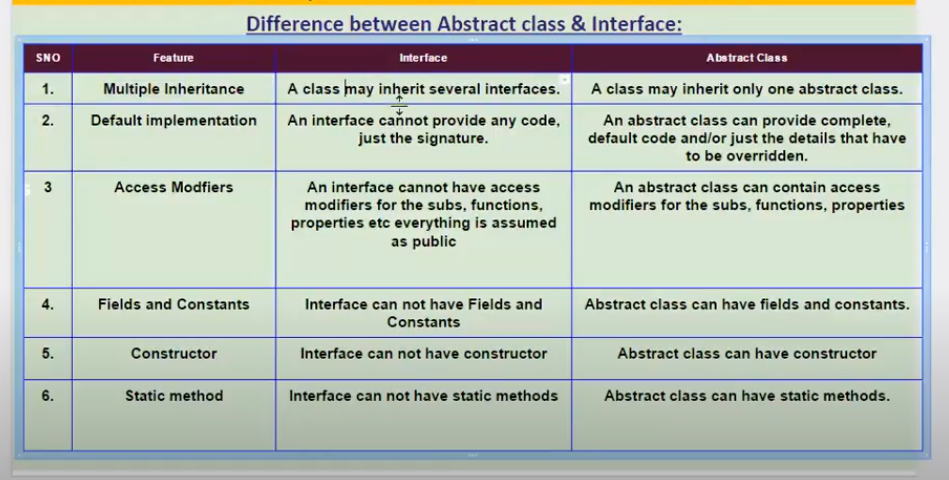 Difference between Abstract class & Interface:
SNO Feature Interface Abstract Class
1. Multiple Inheritance A class may inherit several interfaces. A class may inherit only one abstract class.
2. Default implementation An interface cannot provide any code, An abstract class can provide complete,
just the signature. default code and/or just the details that have
to be overridden.
3 Access Modfiers An interface cannot have access An abstract class can contain access
modifiers for the subs, functions, modifiers for the subs, functions, properties
properties etc everything is assumed
as public
4. Fields and Constants Interface can not have Fields and Abstract class can have fields and constants.
Constants
5. Constructor Interface can not have constructor Abstract class can have constructor
6. Static method Interface can not have static methods Abstract class can have static methods.